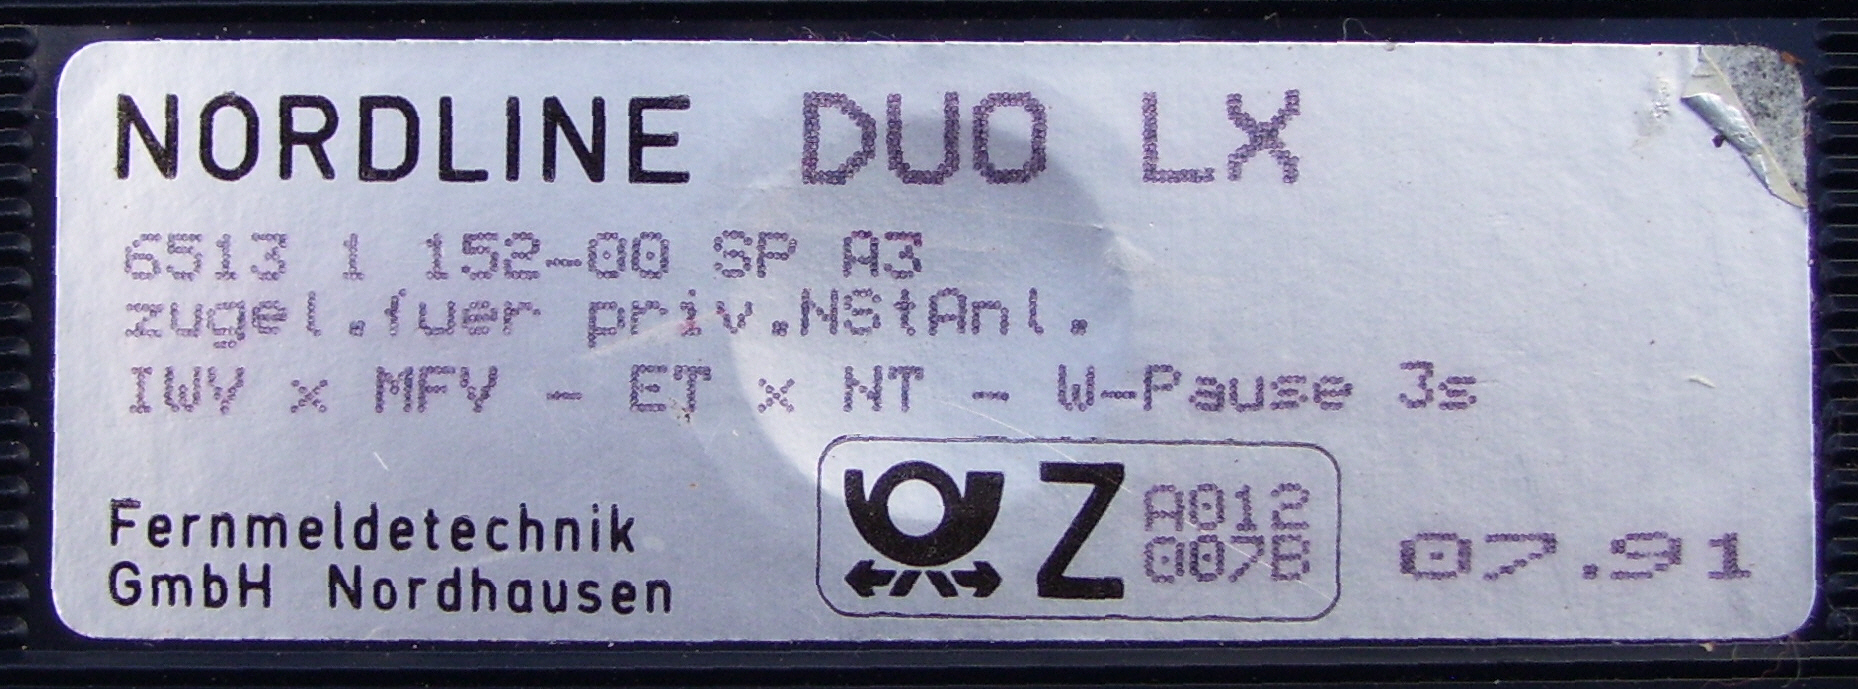 NORDLINE DUO LX
6513 1 152-00 SP A3
zugel.fuer priv.NStAnl.
IWV x MFV - ET x NT - W-Pause 3s
Fernmeldetechnik
GmbH Nordhausen
Z A012
007B
07.91